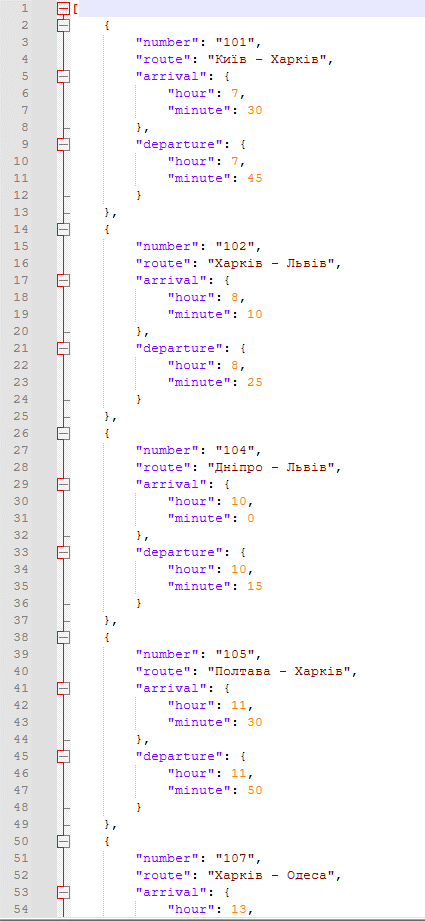 1 [
2 {
3 "number": "101",
4 "route": "Київ - Харків",
5 "arrival": {
6 "hour": 7,
7 "minute": 30
8 },
9 "departure": {
10 "hour": 7,
11 "minute": 45
12 }
13 },
14 {
15 "number": "102",
16 "route": "Харків - Львів",
17 "arrival": {
18 "hour": 8,
19 "minute": 10
20 },
21 "departure": {
22 "hour": 8,
23 "minute": 25
24 }
25 },
26 {
27 "number": "104",
28 "route": "Дніпро - Львів",
29 "arrival": {
30 "hour": 10,
31 "minute": 0
32 },
33 "departure": {
34 "hour": 10,
35 "minute": 15
36 }
37 },
38 {
39 "number": "105",
40 "route": "Полтава - Харків",
41 "arrival": {
42 "hour": 11,
43 "minute": 30
44 },
45 "departure": {
46 "hour": 11,
47 "minute": 50
48 }
49 },
50 {
51 "number": "107",
52 "route": "Харків - Одеса",
53 "arrival": {
54 "hour": 13,